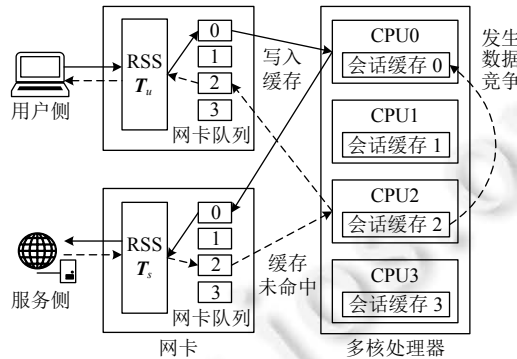 RSS
Tu
0
1
2
3
网卡队列
用户侧
写入
缓存
CPU0
会话缓存 0
CPU1
会话缓存 1
CPU2
会话缓存 2
CPU3
会话缓存 3
发生
数据
竞争
RSS
Ts
0
1
2
3
网卡队列
服务侧
缓存
未命中
网卡
多核处理器